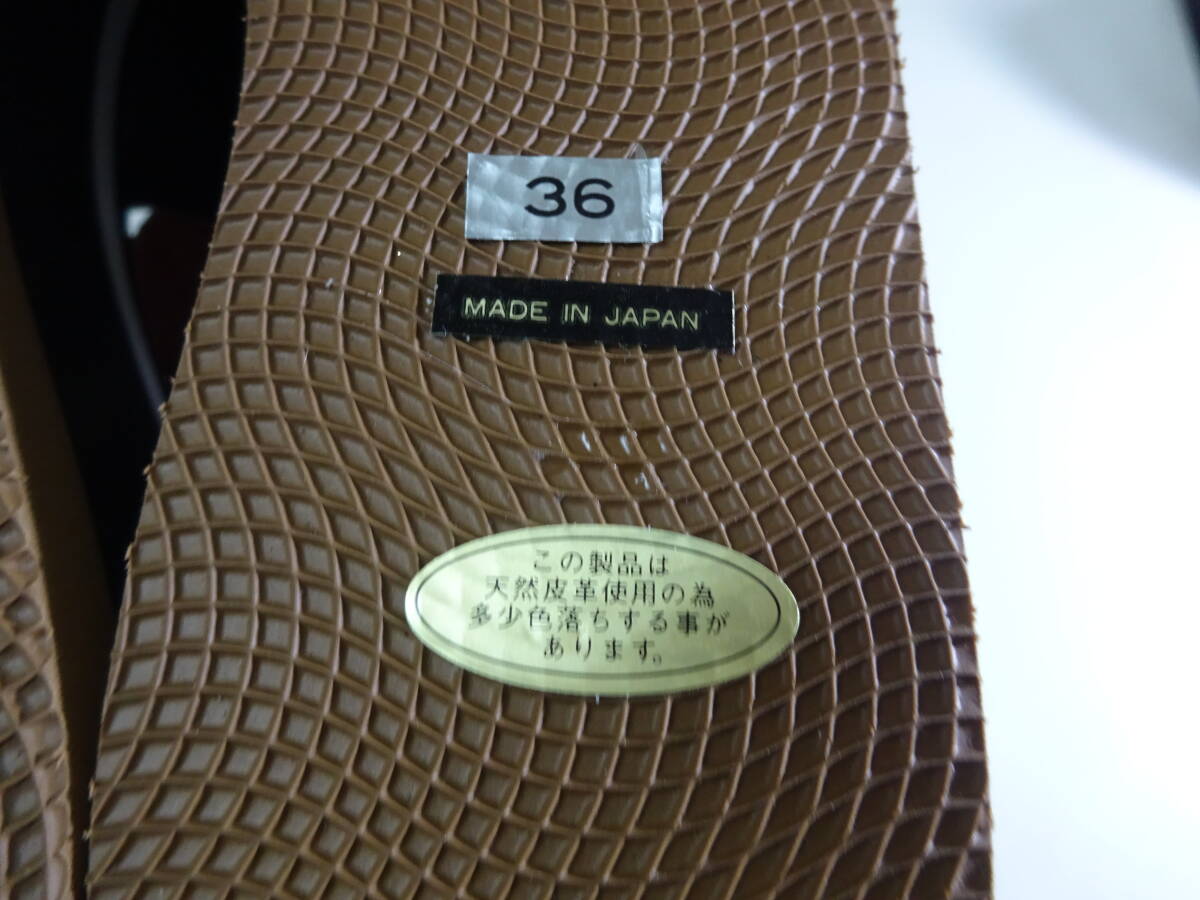 36
MADE IN JAPAN
この製品は
天然皮革使用の為
多少色落ちする事が
あります。